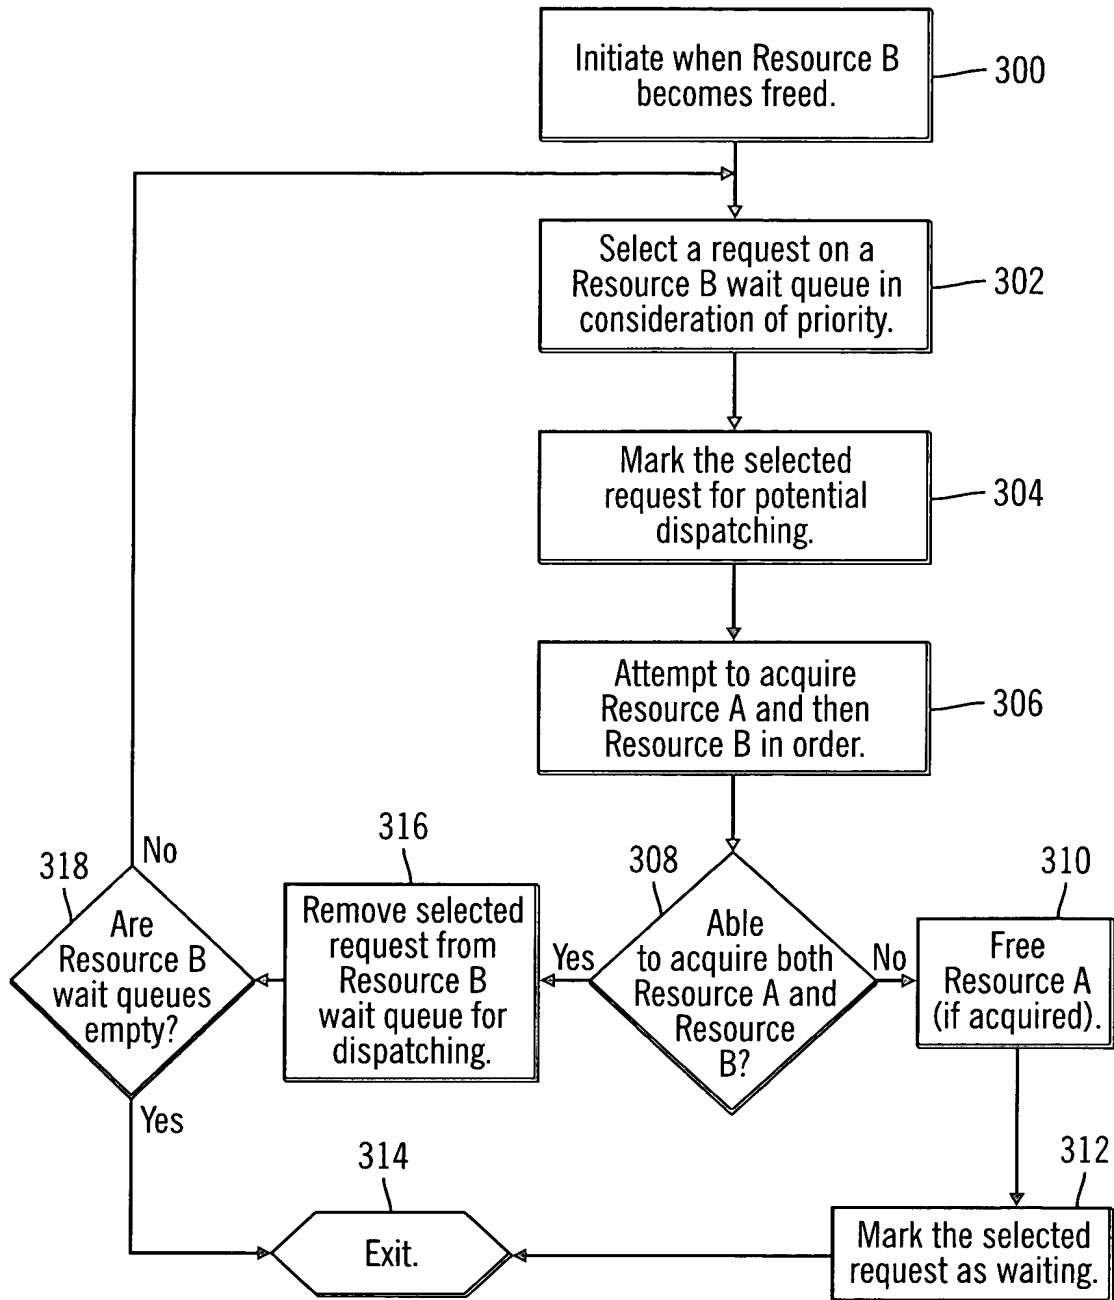 Initiate when Resource B
becomes freed.
300
Select a request on a
Resource B wait queue in
consideration of priority.
302
Mark the selected
request for potential
dispatching.
304
Attempt to acquire
Resource A and then
Resource B in order.
306
308
Able
to acquire both
Resource A and
Resource
B?
Yes
No
310
Free
Resource A
(if acquired).
312
Mark the selected
request as waiting.
316
Remove selected
request from
Resource B
wait queue for
dispatching.
318
Are
Resource B
wait queues
empty?
No
Yes
314
Exit.